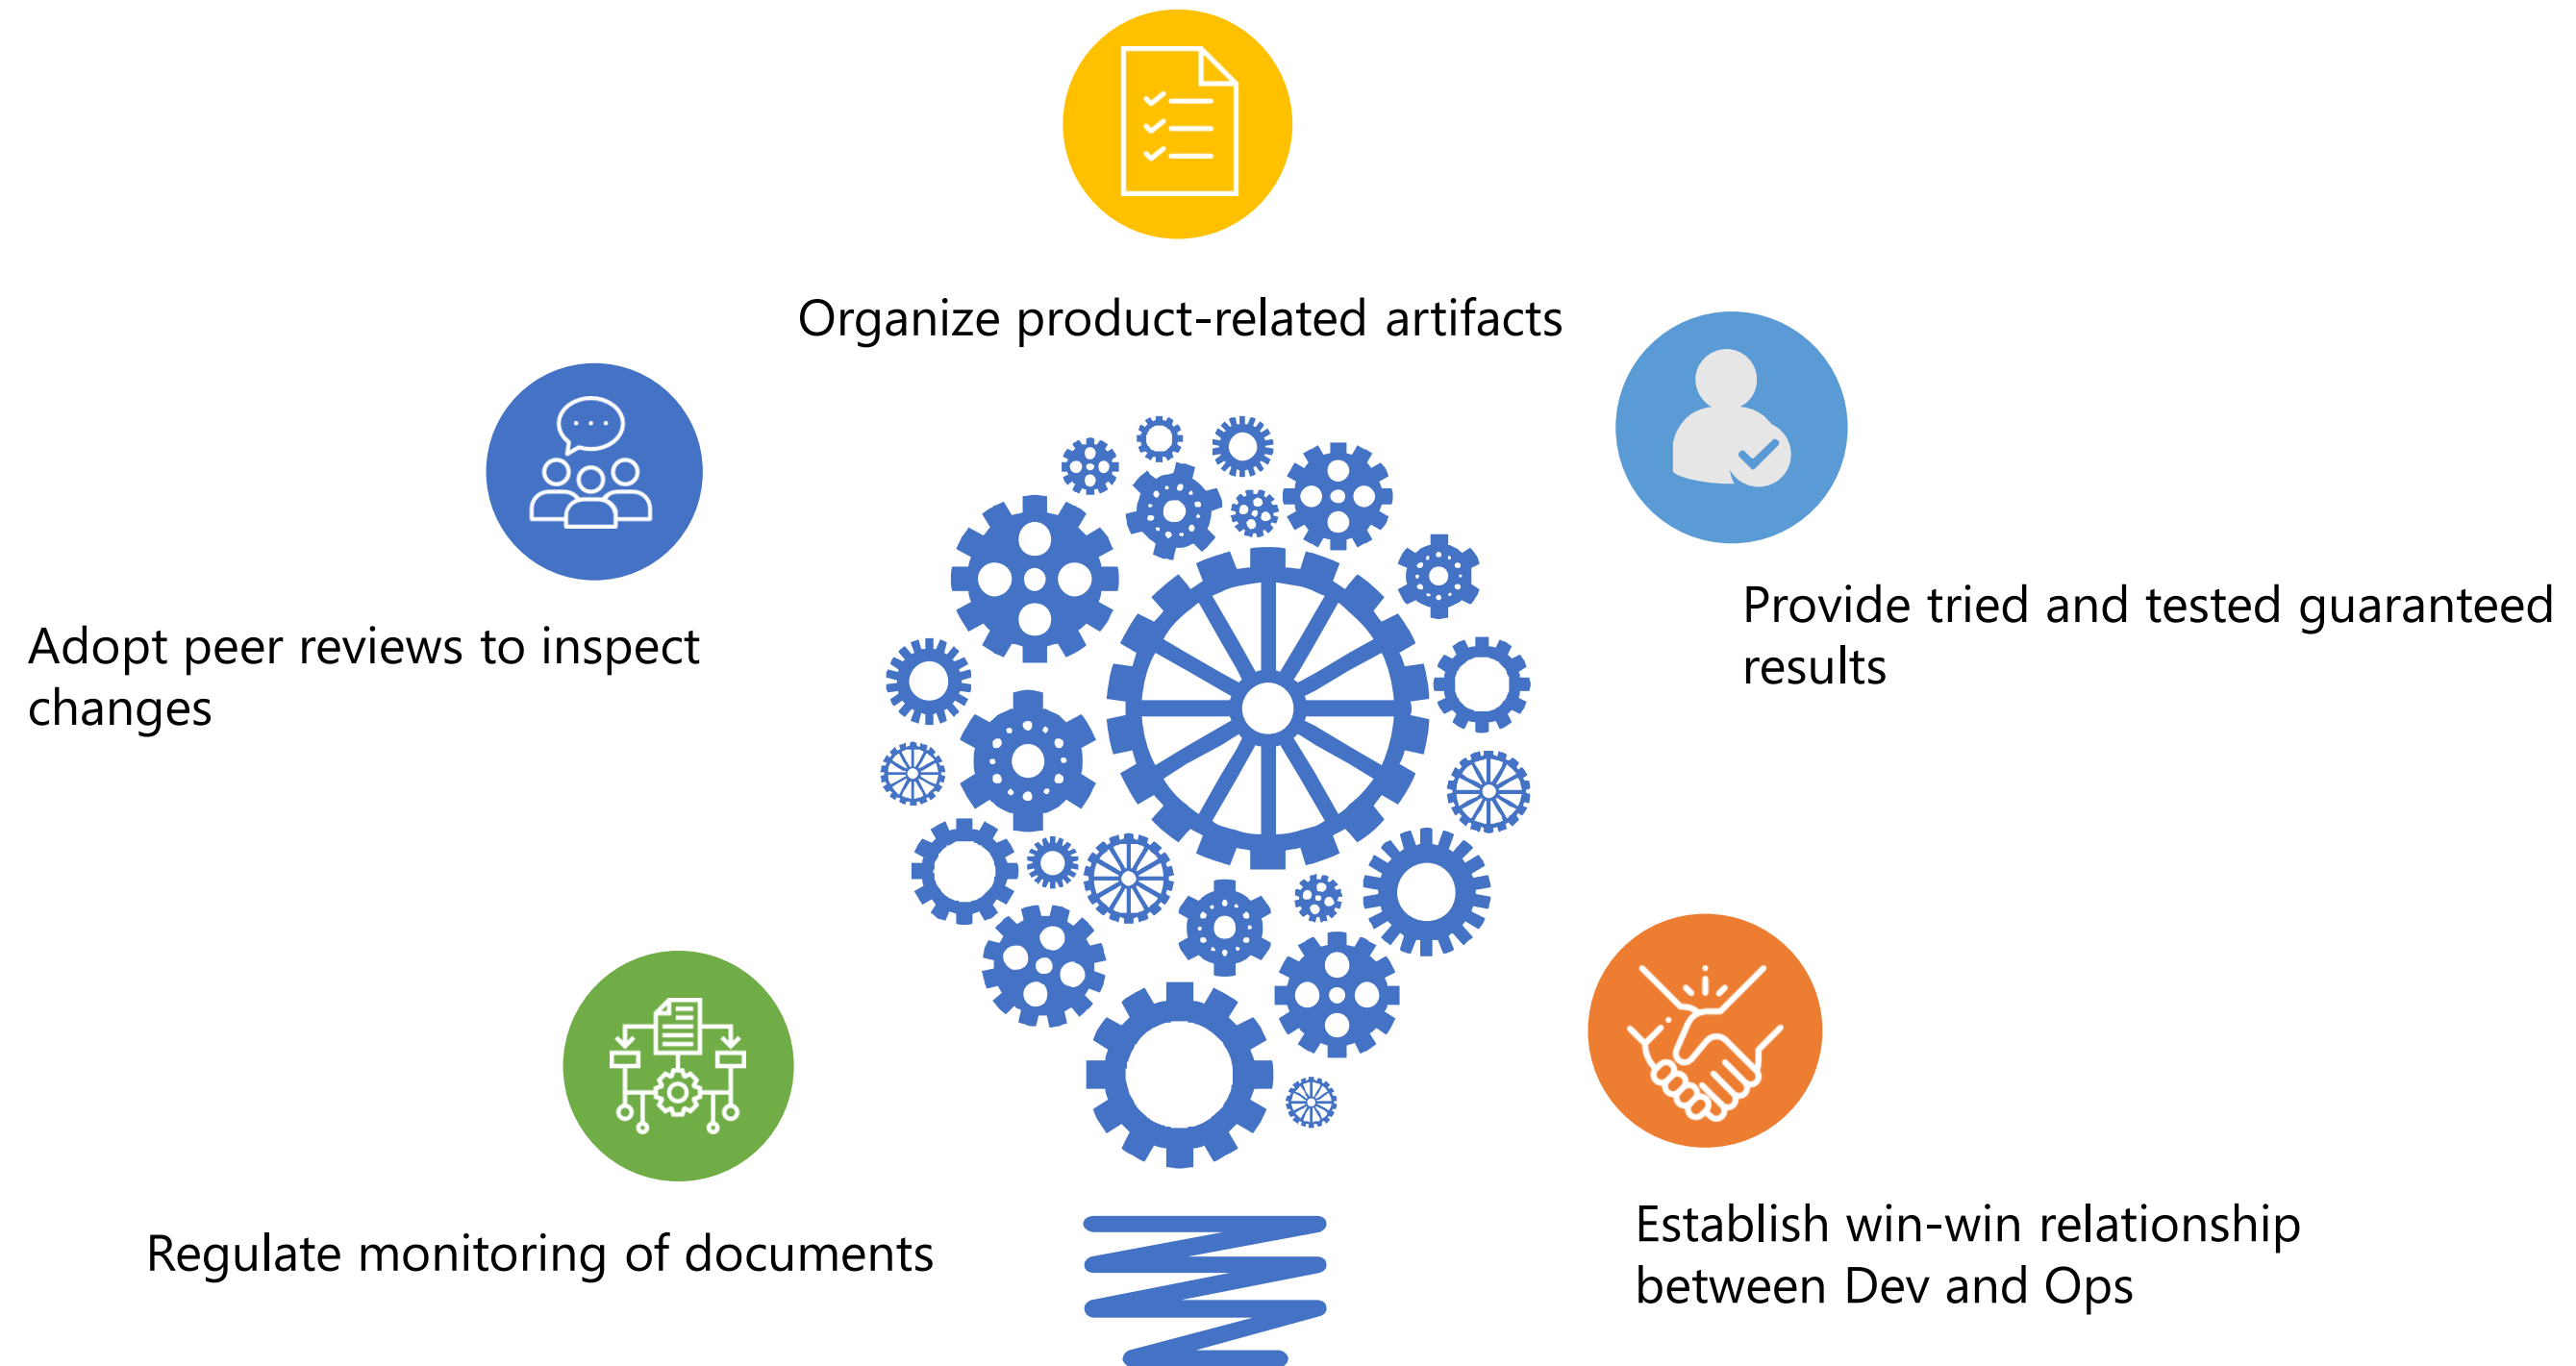 Organize product-related artifacts
Adopt peer reviews to inspect
changes
Provide tried and tested guaranteed
results
Regulate monitoring of documents
Establish win-win relationship
between Dev and Ops